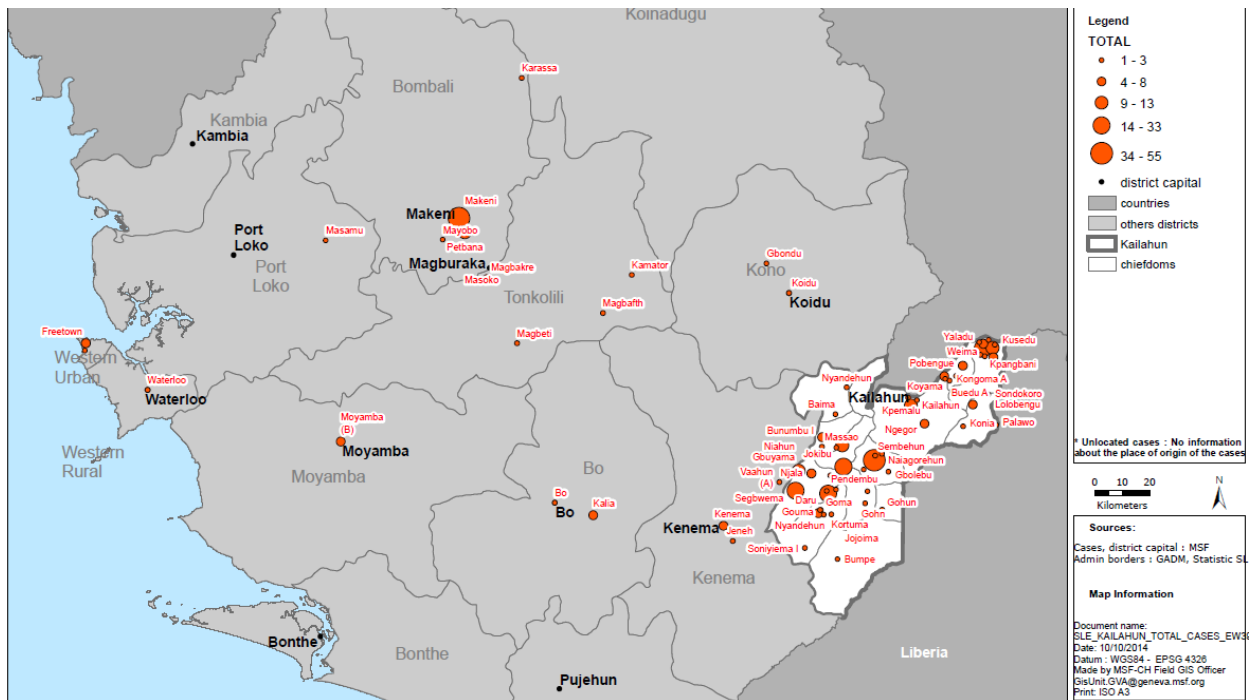 Koinadugu
Karassa
Bombali
Kambia
Kambia
Makeni
Makeni
Mayobo
Petbana
Magburaka
Magbakre
Masoko
Masamu
Port
Loko
Port
Loko
Kamator
Tonkolili
Magbafth
Magbeti
Gbondu
Kono
Koidu
Koidu
Freetown
Western
Urban
Waterloo
Waterloo
Western
Rural
Moyamba
(B)
Moyamba
Moyamba
Bo
Bo
Bo
Kalia
Kenema
Kenema
Jeneh
Kenema
Yaladu
Kusedu
Weima
Kpangbani
Pobengue
Kongoma A
Nyandehun
Koyama
Buedu A
Sondokoro
Lolobengu
Kailahun
Kailahun
Kpemalu
Baima
Palawo
Konia
Ngegor
Bunumbu I
Massao
Niahun
Jokibu
Sembehun
Gbuyama
Naiagorehun
Vaahun
(A)
Njala
Pendembu
Gbolebu
Segbwema
Daru
Goma
Gohun
Gouma
Gohn
Nyandehun
Kortuma
Jojoima
Soniyiema I
Bumpe
Bonthe
Bonthe
Pujehun
Liberia
Legend
TOTAL
1 - 3
4 - 8
9 - 13
14 - 33
34 - 55
district capital
countries
others districts
Kailahun
chiefdoms
* Unlocated cases : No information
about the place of origin of the cases
0 10 20
Kilometers
N
Sources:
Cases, district capital : MSF
Admin borders : GADM, Statistic SL
Map Information
Document name:
SLE_KAILAHUN_TOTAL_CASES_EW39
Date: 10/10/2014
Datum : WGS84 - EPSG 4326
Made by MSF-CH Field GIS Officer
GisUnit.GVA@geneva.msf.org
Print: ISO A3